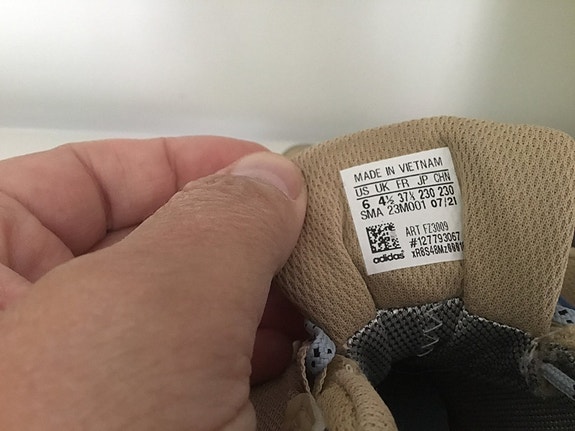 MADE IN VIETNAM
US UK FR JP CHN
6 4½ 37⅓ 230 230
SMA 23M001 07/21
ART FZ3009
#127793067
adidas